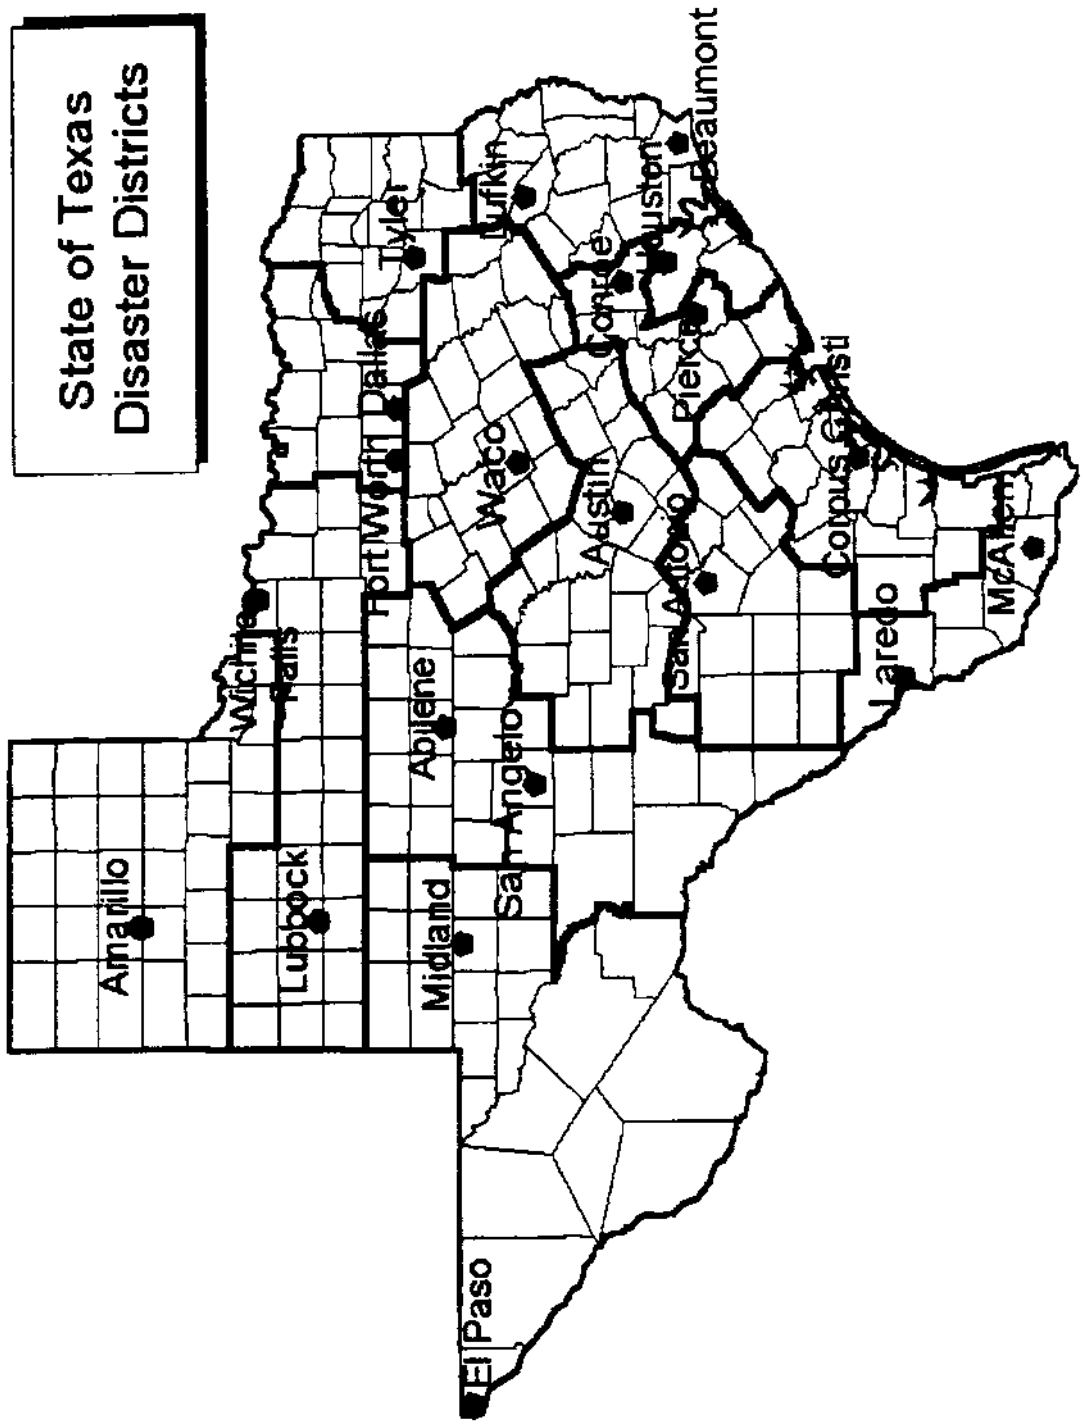 State of Texas
Disaster Districts
Amarillo
Lubbock
Wichita
Falls
Fort Worth
Dallas
Tyler
Midland
Abilene
San Angelo
Waco
Lufkin
El Paso
Austin
Conroe
Houston
Beaumont
San Antonio
Pierce
Corpus Christi
Laredo
McAllen